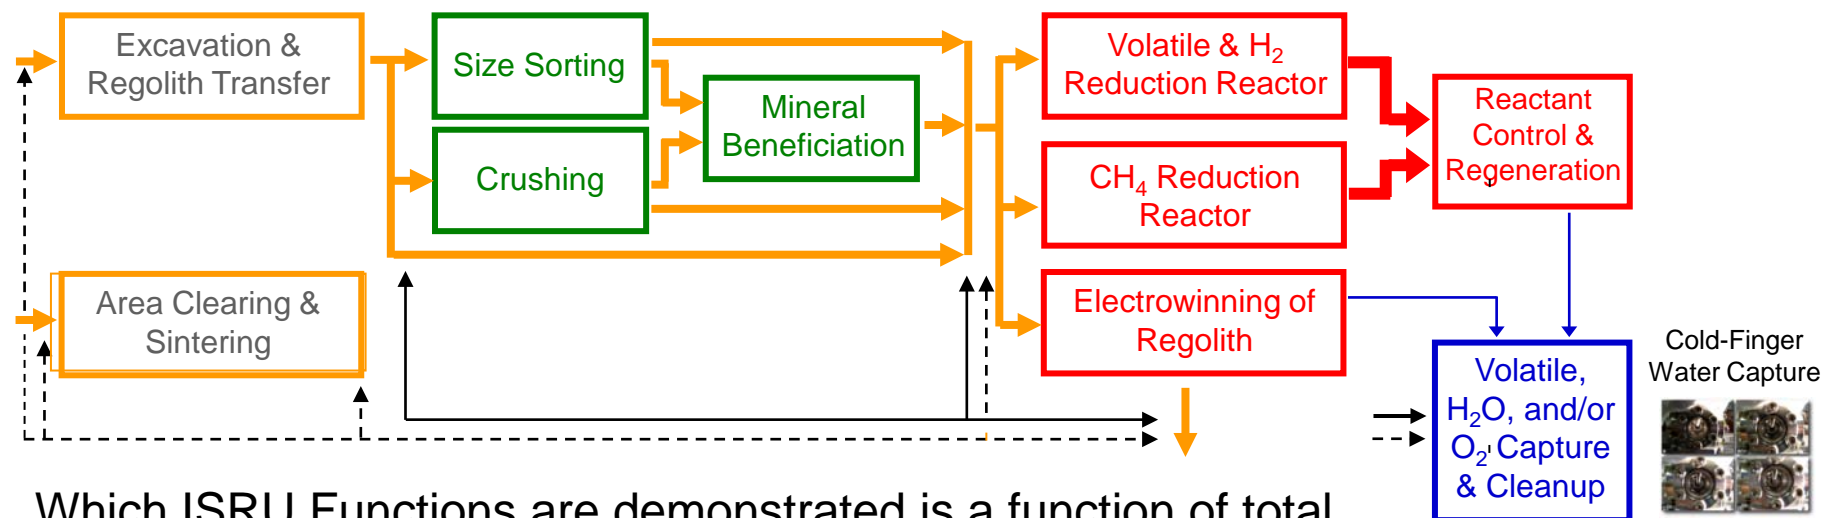 Excavation &
Regolith Transfer
Size Sorting
Crushing
Mineral
Beneficiation
Volatile & H₂
Reduction Reactor
CH₄ Reduction
Reactor
Electrowinning of
Regolith
Reactant
Control &
Regeneration
Area Clearing &
Sintering
Volatile,
H₂O, and/or
O₂ Capture
& Cleanup
Cold-Finger
Water Capture
Which ISRU Functions are demonstrated is a function of total